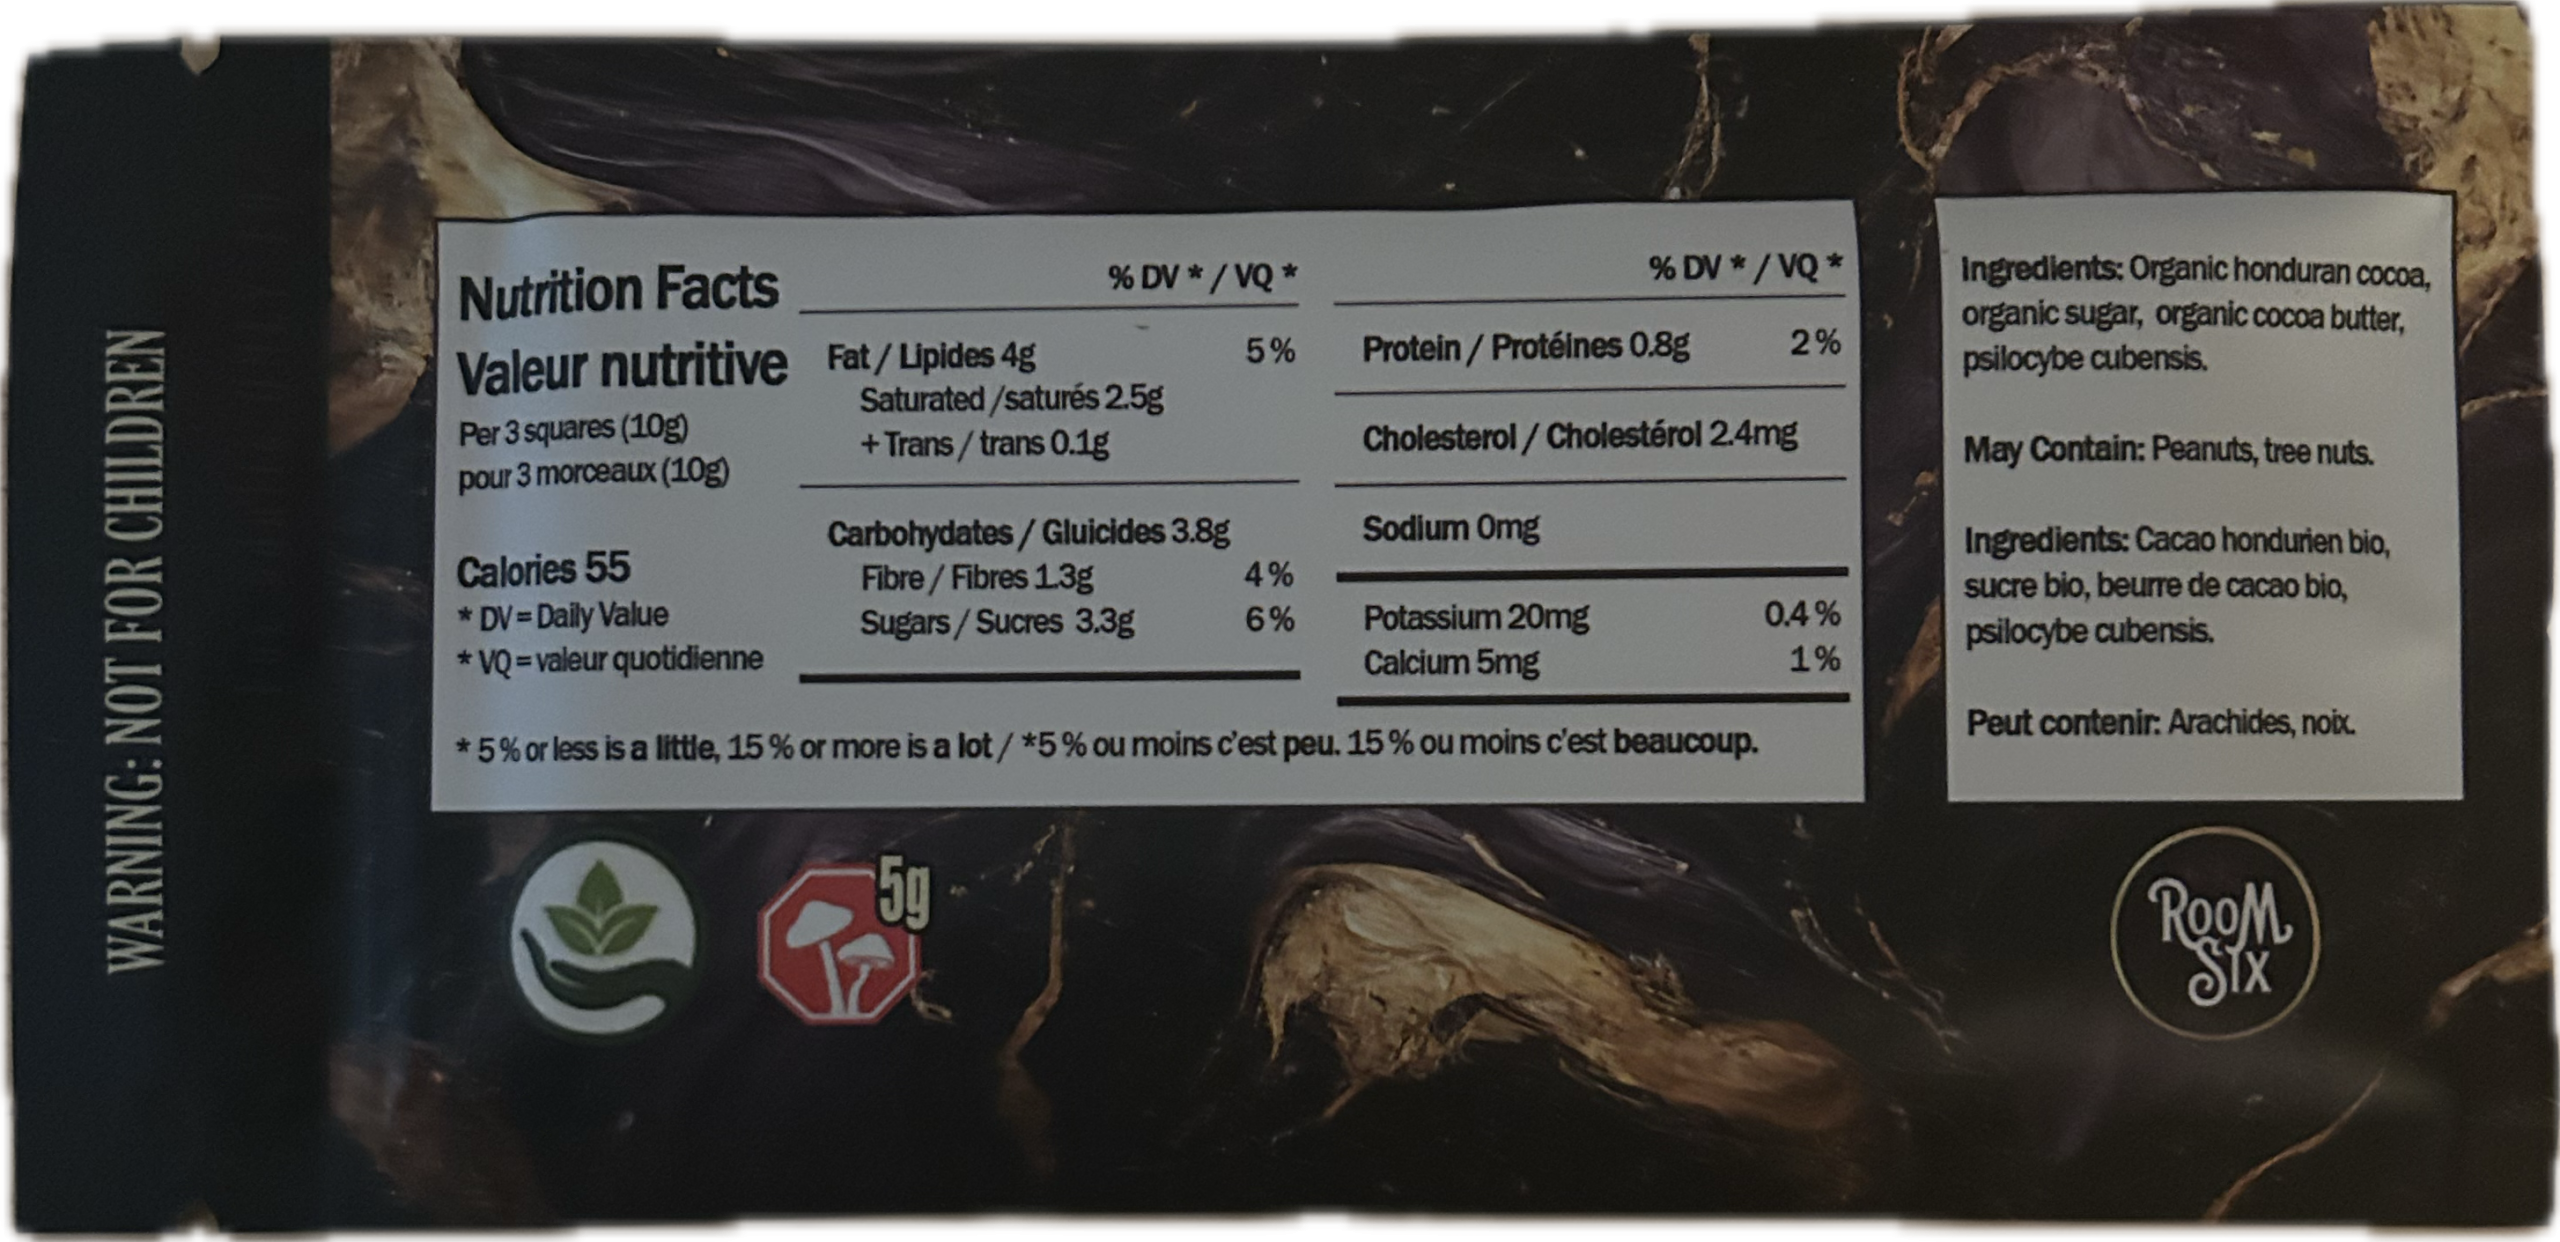 WARNING: NOT FOR CHILDREN
Nutrition Facts
Valeur nutritive
Per 3 squares (10g)
pour 3 morceaux (10g)
Calories 55
* DV = Daily Value
* VQ = valeur quotidienne
% DV * / VQ *
Fat / Lipides 4g 5 %
Saturated /saturés 2.5g
+ Trans / trans 0.1g
Carbohydates / Gluicides 3.8g
Fibre / Fibres 1.3g 4 %
Sugars / Sucres 3.3g 6 %
% DV * / VQ *
Protein / Protéines 0.8g 2 %
Cholesterol / Cholestérol 2.4mg
Sodium 0mg
Potassium 20mg 0.4 %
Calcium 5mg 1 %
* 5 % or less is a little, 15 % or more is a lot / *5 % ou moins c'est peu. 15 % ou moins c'est beaucoup.
Ingredients: Organic honduran cocoa,
organic sugar, organic cocoa butter,
psilocybe cubensis.
May Contain: Peanuts, tree nuts.
Ingredients: Cacao hondurien bio,
sucre bio, beurre de cacao bio,
psilocybe cubensis.
Peut contenir: Arachides, noix.
5g
ROOM
SIX